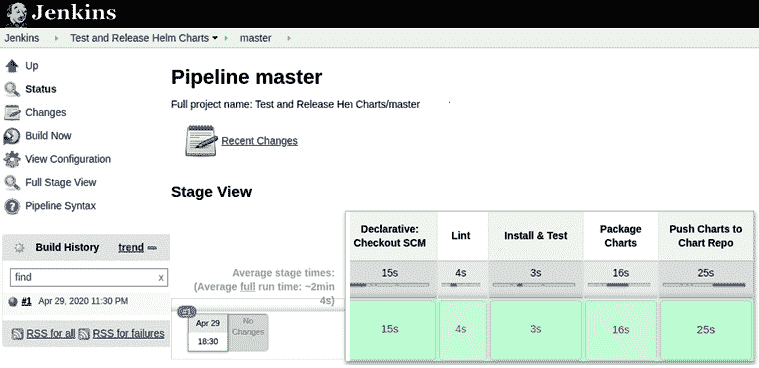 Jenkins
Jenkins Test and Release Helm Charts master
Up
Status
Changes
Build Now
View Configuration
Full Stage View
Pipeline Syntax
Build History trend
find x
#1 Apr 29, 2020 11:30 PM
RSS for all RSS for failures
Pipeline master
Full project name: Test and Release Hem Charts/master
Recent Changes
Stage View
Declarative: Checkout SCM
Lint
Install & Test
Package Charts
Push Charts to Chart Repo
Average stage times:
(Average full run time: ~2min
4s)
15s 4s 3s 16s 25s
#1
Apr 29
18:30
No
Changes
15s 4s 3s 16s 25s